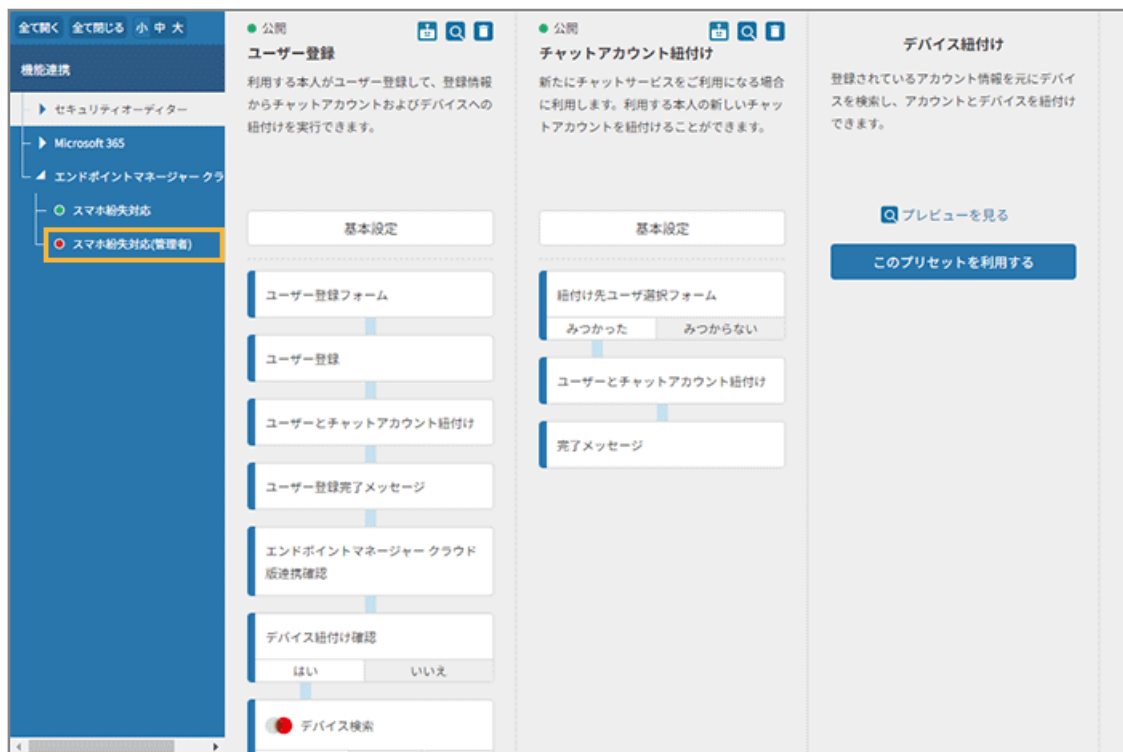 全て開く 全て閉じる 小 中 大
機能連携
セキュリティオーディター
Microsoft 365
エンドポイントマネージャー クラ
スマホ紛失対応
スマホ紛失対応(管理者)
公開
ユーザー登録
利用する本人がユーザー登録して、登録情報
からチャットアカウントおよびデバイスへの
紐付けを実行できます。
基本設定
ユーザー登録フォーム
ユーザー登録
ユーザーとチャットアカウント紐付け
ユーザー登録完了メッセージ
エンドポイントマネージャー クラウド
版連携確認
デバイス紐付け確認
はい いいえ
デバイス検索
公開
チャットアカウント紐付け
新たにチャットサービスをご利用になる場合
に利用します。利用する本人の新しいチャッ
トアカウントを紐付けることができます。
基本設定
紐付け先ユーザ選択フォーム
みつかった みつからない
ユーザーとチャットアカウント紐付け
完了メッセージ
デバイス紐付け
登録されているアカウント情報を元にデバイ
スを検索し、アカウントとデバイスを紐付け
できます。
プレビューを見る
このプリセットを利用する